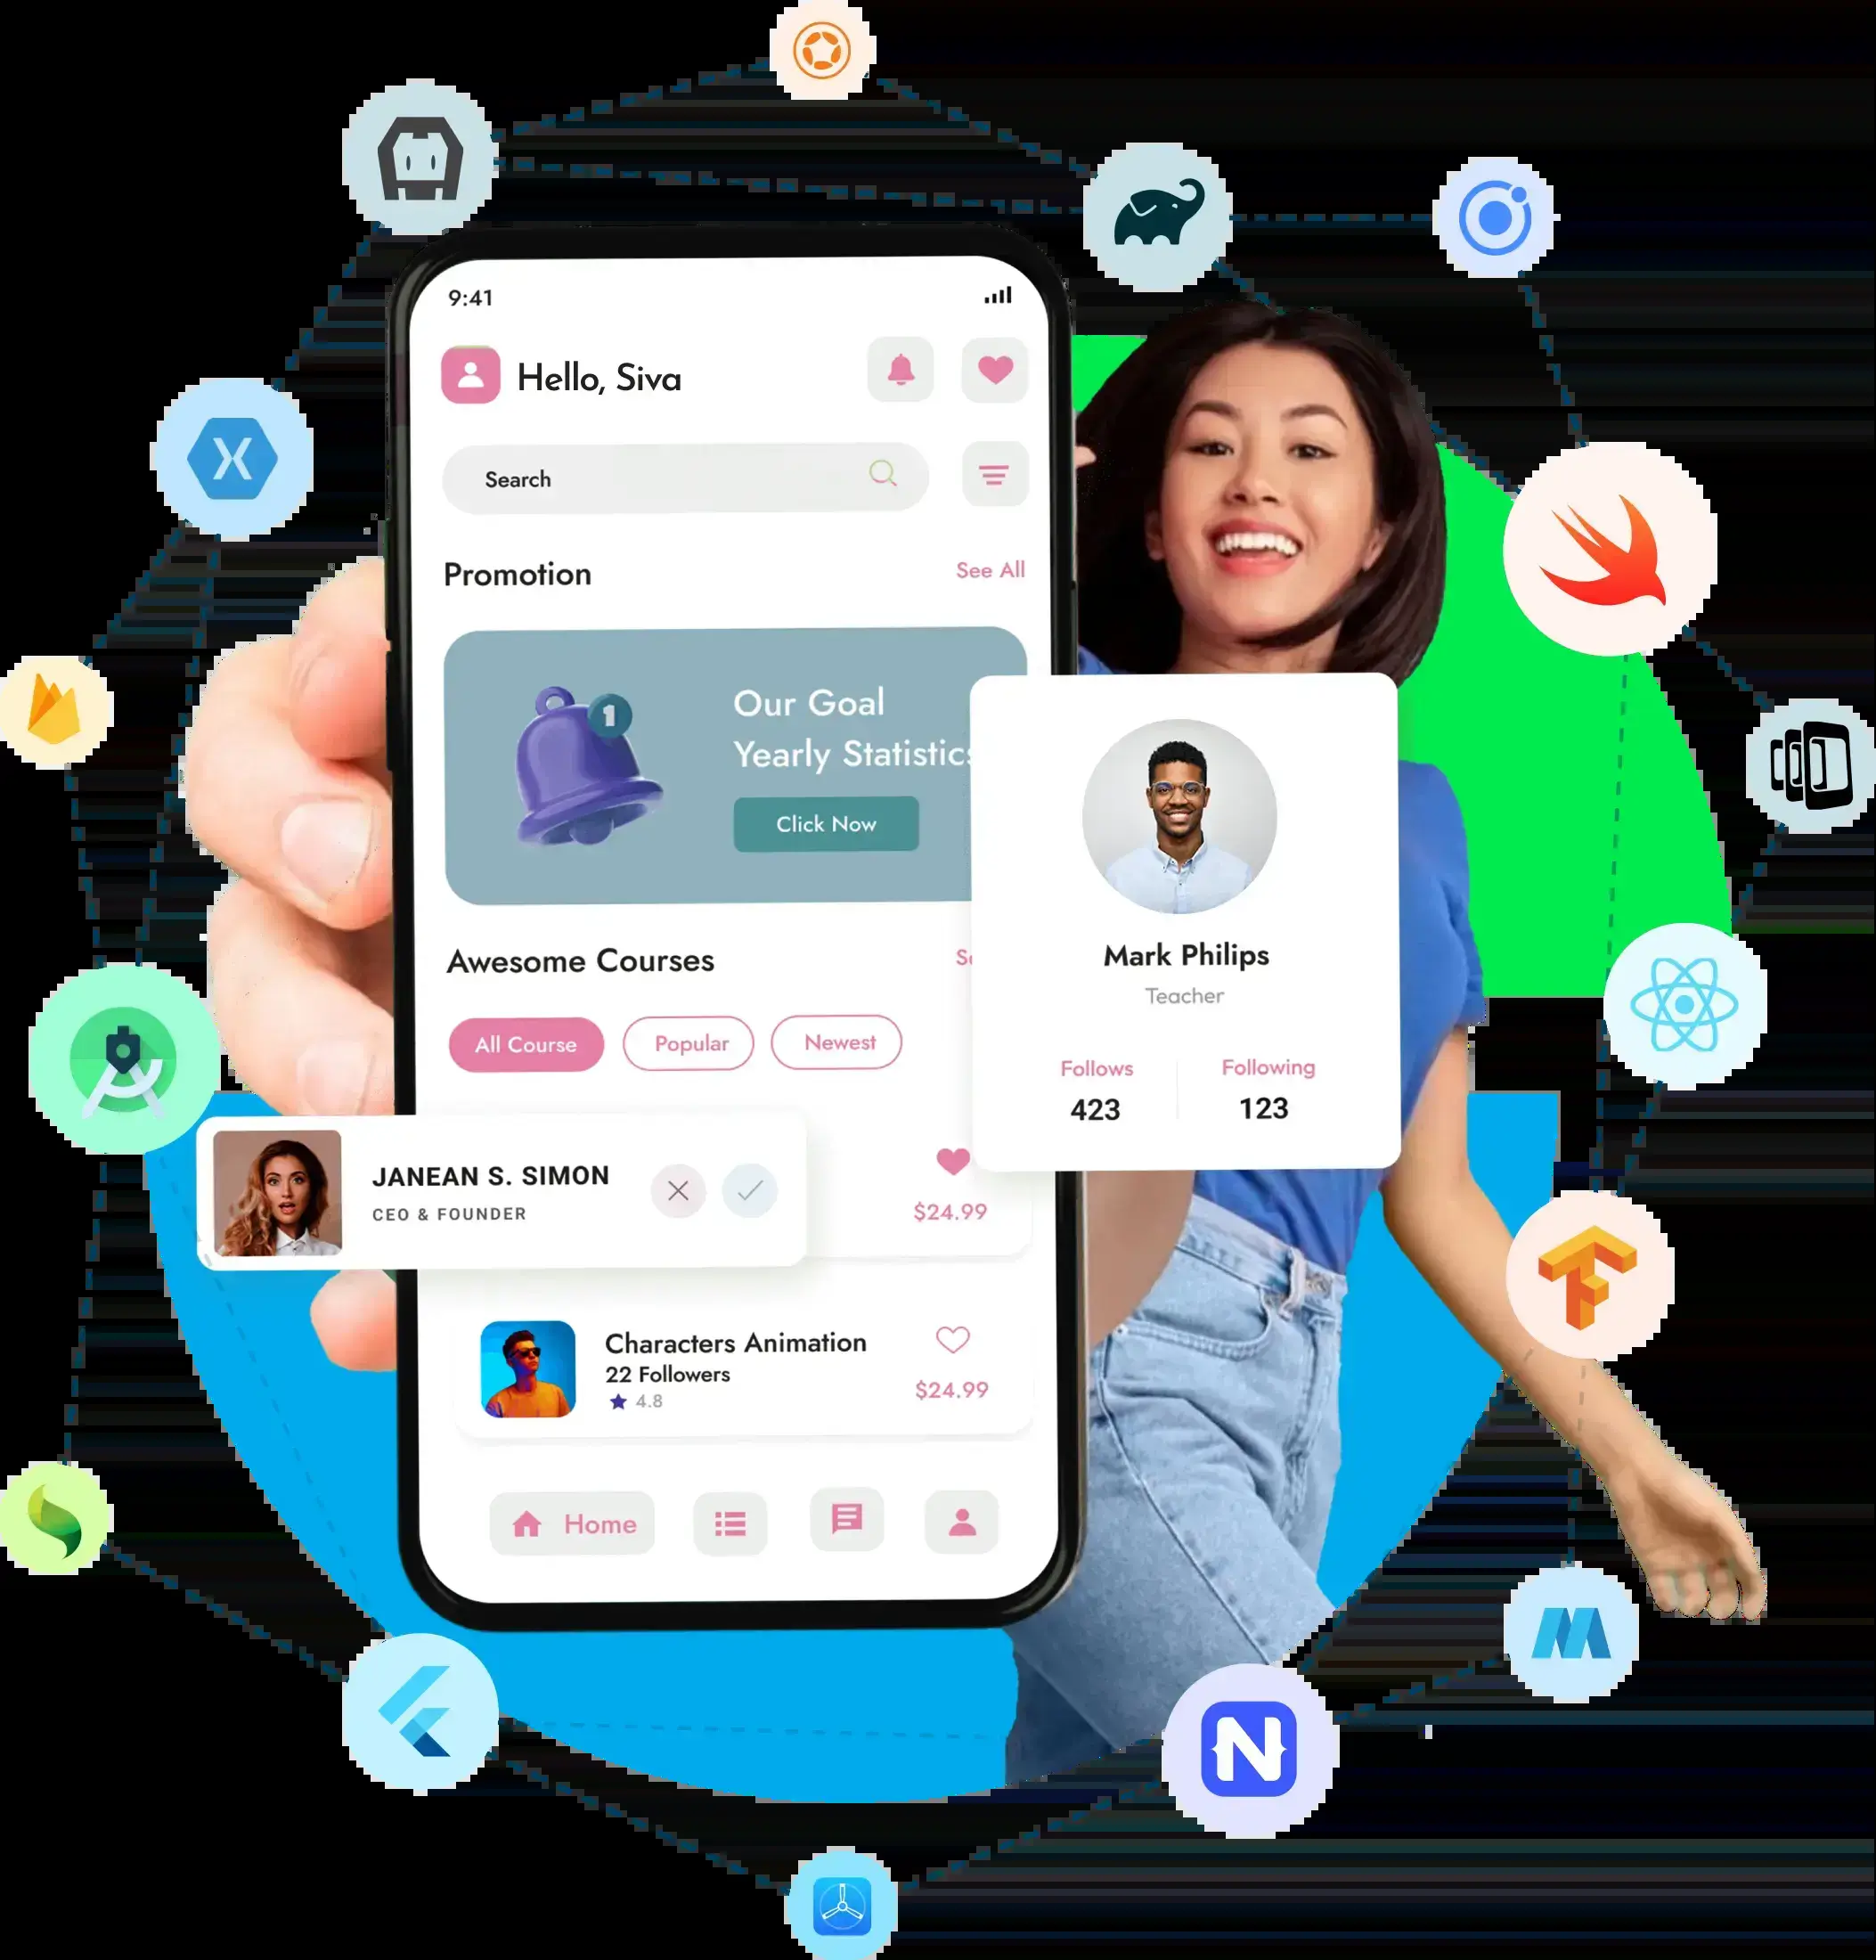 9:41
Hello, Siva
Search
Promotion
See All
1
Our Goal
Yearly Statistics
Click Now
Mark Philips
Teacher
Follows
Following
423
123
Awesome Courses
All Course
Popular
Newest
JANEAN S. SIMON
CEO & FOUNDER
$24.99
Characters Animation
22 Followers
4.8
$24.99
Home